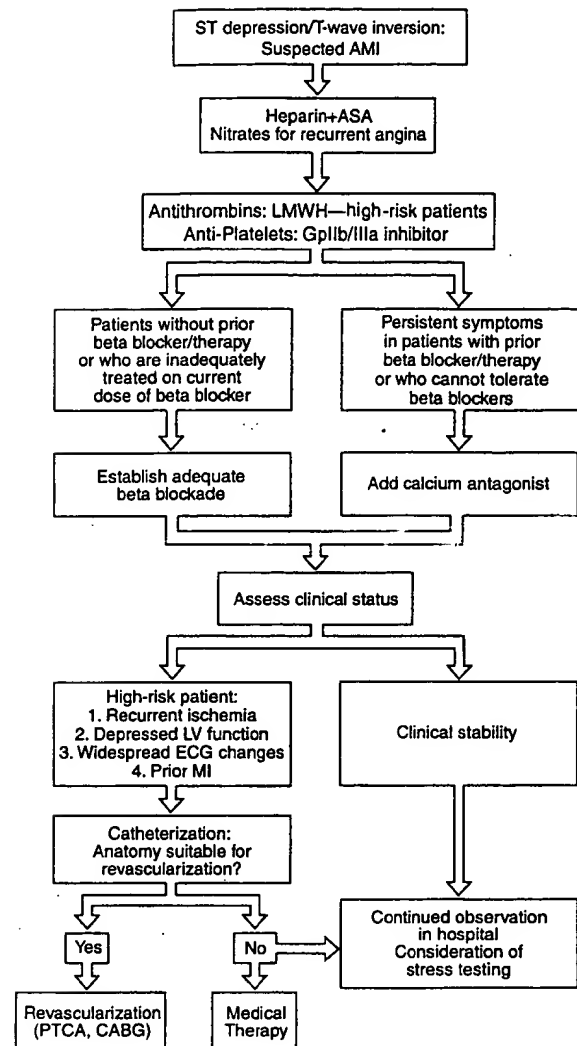 ST depression/T-wave inversion:
Suspected AMI
Heparin+ASA
Nitrates for recurrent angina
Antithrombins: LMWH—high-risk patients
Anti-Platelets: GpIIb/IIIa inhibitor
Patients without prior
beta blocker/therapy
or who are inadequately
treated on current
dose of beta blocker
Persistent symptoms
in patients with prior
beta blocker/therapy
or who cannot tolerate
beta blockers
Establish adequate
beta blockade
Add calcium antagonist
Assess clinical status
High-risk patient:
1. Recurrent ischemia
2. Depressed LV function
3. Widespread ECG changes
4. Prior MI
Clinical stability
Catheterization:
Anatomy suitable for
revascularization?
Yes
No
Continued observation
in hospital
Consideration of
stress testing
Revascularization
(PTCA, CABG)
Medical
Therapy